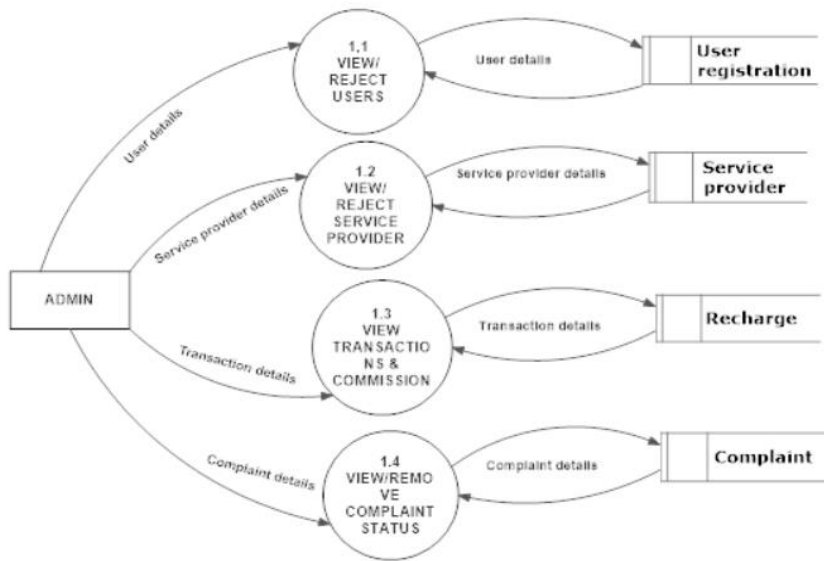 1,1
VIEW/
REJECT
USERS
User details
User
registration
User details
1.2
VIEW/
REJECT
SERVICE
PROVIDER
Service provider details
Service
provider
Service provider details
ADMIN
1.3
VIEW
TRANSACTIO
NS &
COMMISSION
Transaction details
Recharge
Transaction details
1.4
VIEW/REMO
VE
COMPLAINT
STATUS
Complaint details
Complaint
Complaint details